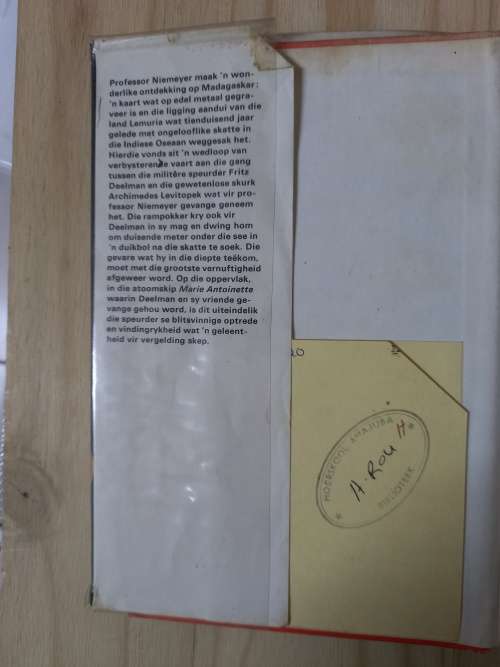 Professor Niemeyer maak 'n won-
derlike ontdekking op Madagaskar:
'n kaart wat op edel metaal gegra-
veer is en die ligging aandui van die
land Lemuria wat tienduisend jaar
gelede met ongelooflike skatte in
die Indiese Oseaan weggesak het.
Hierdie vonds sit 'n wedloop van
verbysterende vaart aan die gang
tussen die militêre speurder Fritz
Deelman en die gewetenlose skurk
Archimedes Levitopek wat vir pro-
fessor Niemeyer gevange geneem
het. Die rampokker kry ook vir
Deelman in sy mag en dwing hom
om duisende meter onder die see in
'n duikbol na die skatte te soek. Die
gevare wat hy in die diepte teëkom,
moet met die grootste vernuftigheid
afgeweer word. Op die oppervlak,
in die atoomskip Marie Antoinette
waarin Deelman en sy vriende ge-
vange gehou word, is dit uiteindelik
die speurder se blitsvinnige optrede
en vindingrykheid wat 'n geleent-
heid vir vergelding skep.
20
HOËRSKOOL AMAJUBA
H
A. ROU
BIBLIOTEEK